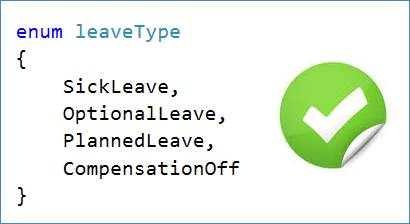 enum leaveType
{
    SickLeave,
    OptionalLeave,
    PlannedLeave,
    CompensationOff
}